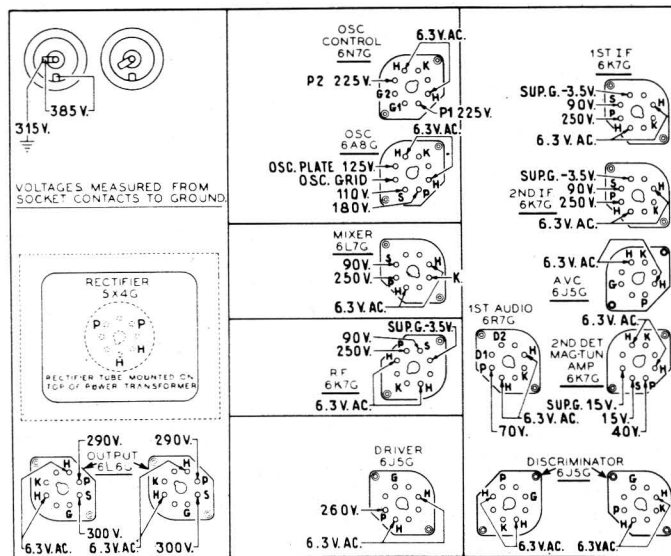 385V.
315V.
VOLTAGES MEASURED FROM
SOCKET CONTACTS TO GROUND.
RECTIFIER
5X4G
P P
H H
RECTIFIER TUBE MOUNTED ON
TOP OF POWER TRANSFORMER
290V. 290V.
OUTPUT
6L6J
H H
K P K P
H S H S
G G
300V. 300V.
6.3V.AC. 6.3V.AC.
OSC
CONTROL
6N7G
6.3V.AC.
H K
P2 225V.
G2 H
G1
P1 225V.
OSC
6A8G
6.3V.AC.
H K
OSC. PLATE 125V.
OSC. GRID H
110V. S P
180V.
MIXER
6L7G
90V. S H
250V. P K
H
6.3V.AC.
SUP.G.-3.5V.
90V. S
250V. P
H
RF
6K7G
K H
6.3V.AC.
DRIVER
6J5G
G
H
260V. P K
H
6.3V.AC.
1ST IF
6K7G
SUP.G.-3.5V.
90V. S H
250V. P K
H
6.3V.AC.
SUP.G.-3.5V.
90V. S H
2ND IF 250V. P K
6K7G H
6.3V.AC.
6.3V.AC.
H K
AVC
6J5G
G H
P
6.3V.AC.
1ST AUDIO
6R7G
D2
D1 H
P K
H
6.3V.AC.
70V.
2ND DET
MAG-TUN
AMP
6K7G
H K
H
S P
SUP.G. 15V.
15V.
40V.
DISCRIMINATOR
6J5G
P G
H
K H
G P
H
H K
6.3V.AC. 6.3VAC.